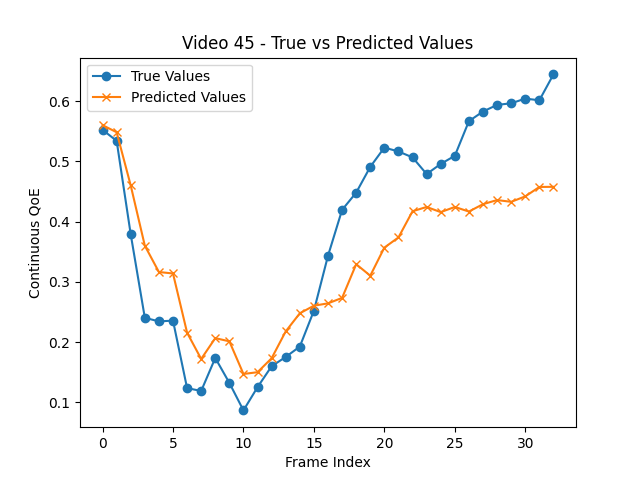 Video 45 - True vs Predicted Values
True Values
Predicted Values
Continuous QoE
0.6
0.5
0.4
0.3
0.2
0.1
0 5 10 15 20 25 30
Frame Index